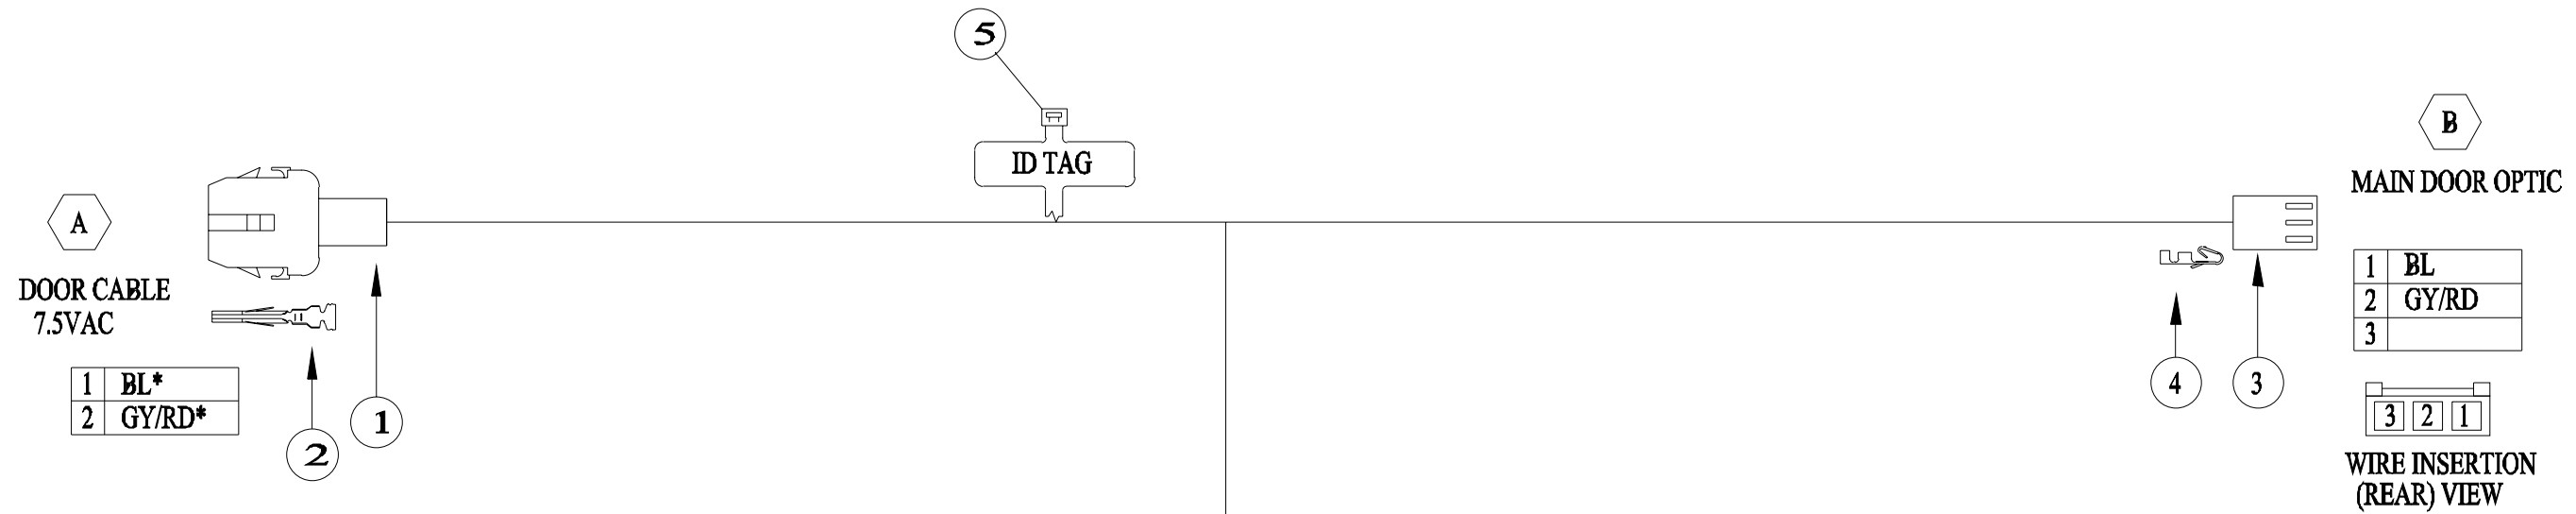 5
ID TAG
A
DOOR CABLE
7.5VAC
1 BL*
2 GY/RD*
2
1
B
MAIN DOOR OPTIC
1 BL
2 GY/RD
3
4
3
3 2 1
WIRE INSERTION
(REAR) VIEW